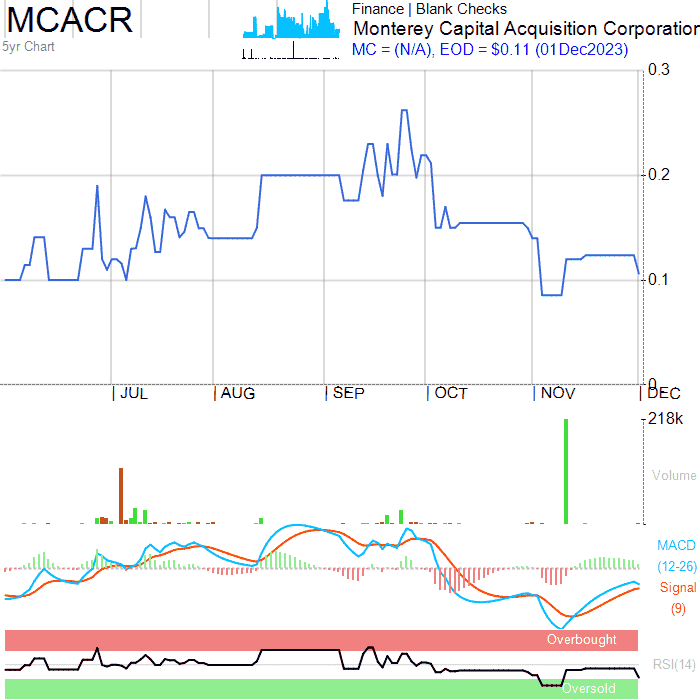 MCACR
5yr Chart
Finance | Blank Checks
Monterey Capital Acquisition Corporation
MC = (N/A), EOD = $0.11 (01Dec2023)
0.3
0.2
0.1
0
JUL AUG SEP OCT NOV DEC
218k
Volume
MACD
(12-26)
Signal
(9)
Overbought
RSI(14)
Oversold